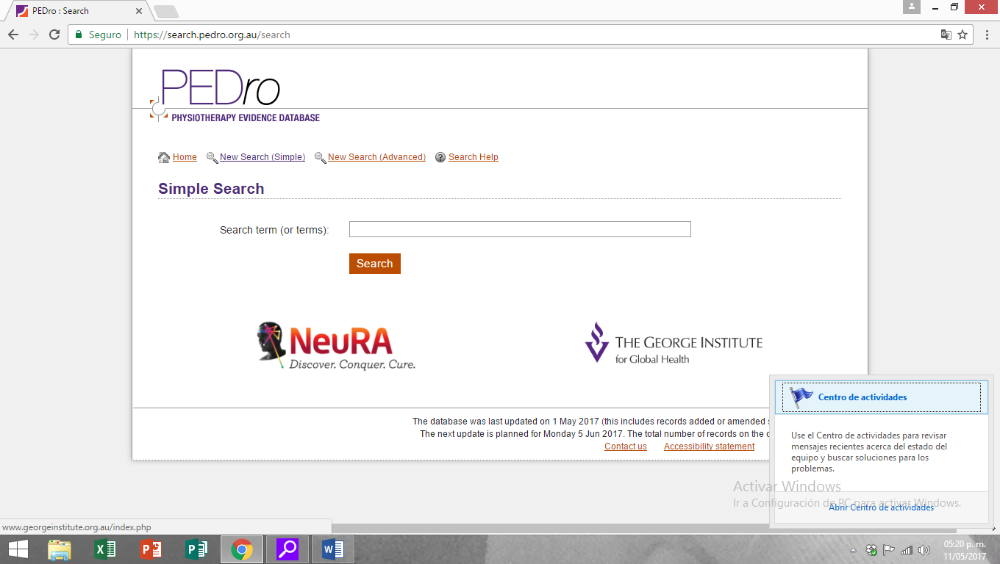 PEDro : Search
Seguro https://search.pedro.org.au/search
PEDro
PHYSIOTHERAPY EVIDENCE DATABASE
Home New Search (Simple) New Search (Advanced) Search Help
Simple Search
Search term (or terms):
Search
NeuRA
Discover. Conquer. Cure.
THE GEORGE INSTITUTE
for Global Health
The database was last updated on 1 May 2017 (this includes records added or amended
The next update is planned for Monday 5 Jun 2017. The total number of records on the
Contact us Accessibility statement
Centro de actividades
Use el Centro de actividades para revisar
mensajes recientes acerca del estado del
equipo y buscar soluciones para los
problemas.
Activar Windows
Ir a Configuración de PC para activar Windows.
Abrir Centro de actividades
www.georgeinstitute.org.au/index.php
05:20 p. m.
11/05/2017